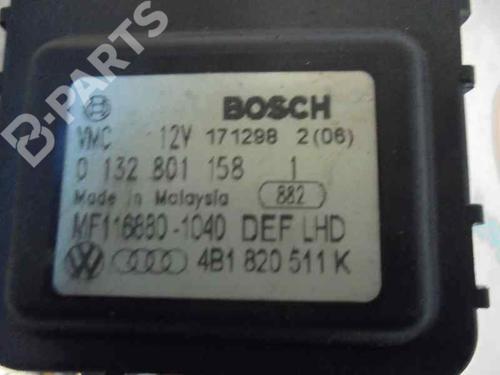 B-PARTS
BOSCH
VMC 12V 171298 2(06)
0 132 801 158 1
Made in Malaysia 882
MF116880-1040 DEF LHD
4B1 820 511 K